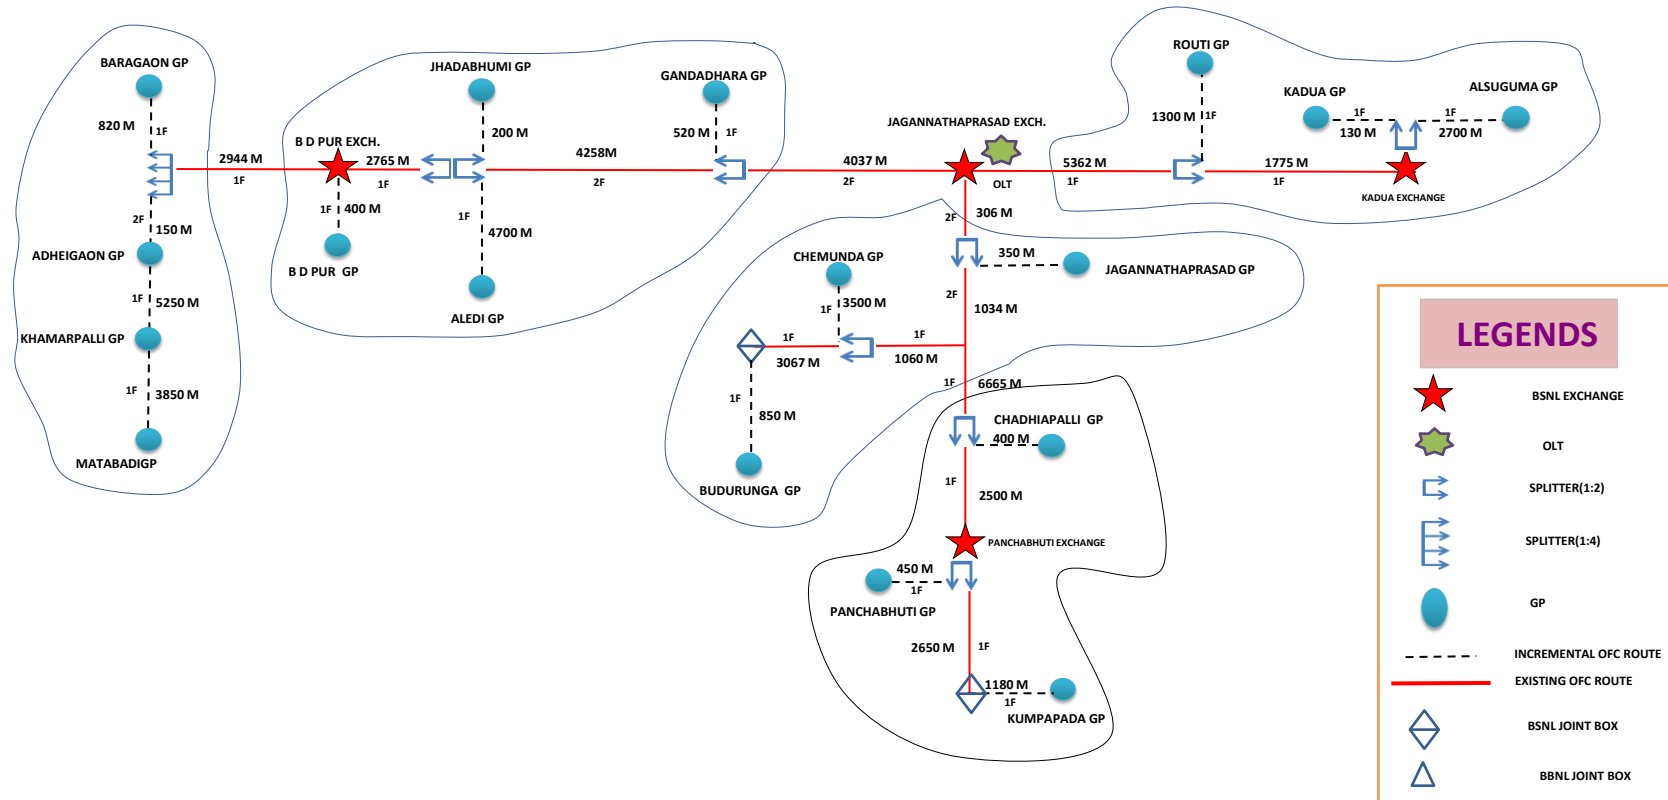 BARAGAON GP
820 M
1F
2944 M
1F
2F
150 M
ADHEIGAON GP
1F
5250 M
KHAMARPALLI GP
1F
3850 M
MATABADIGP
JHADABHUMI GP
200 M
B D PUR EXCH.
2765 M
1F
1F
400 M
B D PUR GP
1F
4700 M
ALEDI GP
4258M
2F
GANDADHARA GP
520 M
1F
JAGANNATHAPRASAD EXCH.
4037 M
2F
OLT
5362 M
1F
ROUTI GP
1300 M
1F
1775 M
1F
KADUA GP
1F
130 M
ALSUGUMA GP
1F
2700 M
KADUA EXCHANGE
2F
306 M
350 M
JAGANNATHAPRASAD GP
2F
1034 M
CHEMUNDA GP
3500 M
1F
1F
3067 M
1F
1060 M
1F
850 M
BUDURUNGA GP
1F
6665 M
CHADHIAPALLI GP
400 M
1F
2500 M
PANCHABHUTI EXCHANGE
450 M
1F
PANCHABHUTI GP
2650 M
1F
1180 M
1F
KUMPAPADA GP
LEGENDS
BSNL EXCHANGE
OLT
SPLITTER(1:2)
SPLITTER(1:4)
GP
INCREMENTAL OFC ROUTE
EXISTING OFC ROUTE
BSNL JOINT BOX
BBNL JOINT BOX